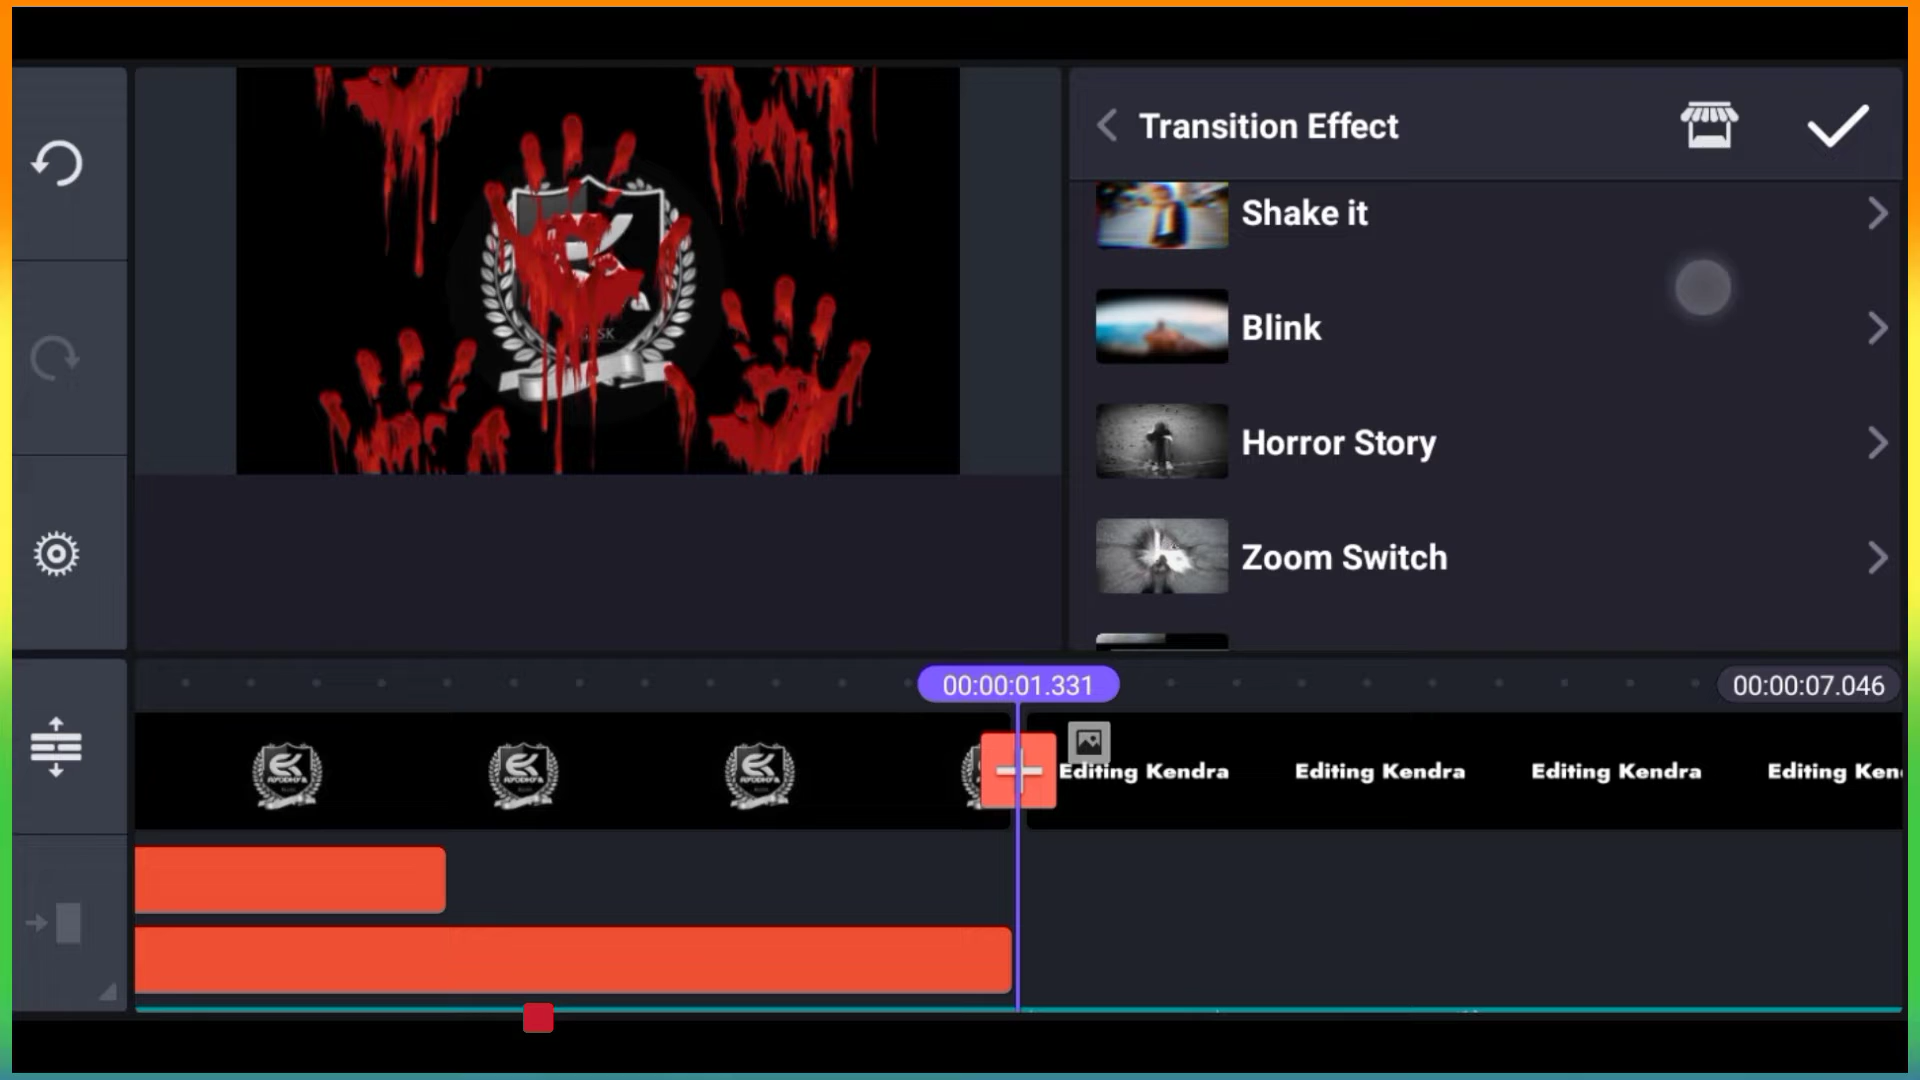 Transition Effect
Shake it
Blink
Horror Story
Zoom Switch
00:00:01.331
00:00:07.046
Editing Kendra Editing Kendra Editing Kendra Editing Ken